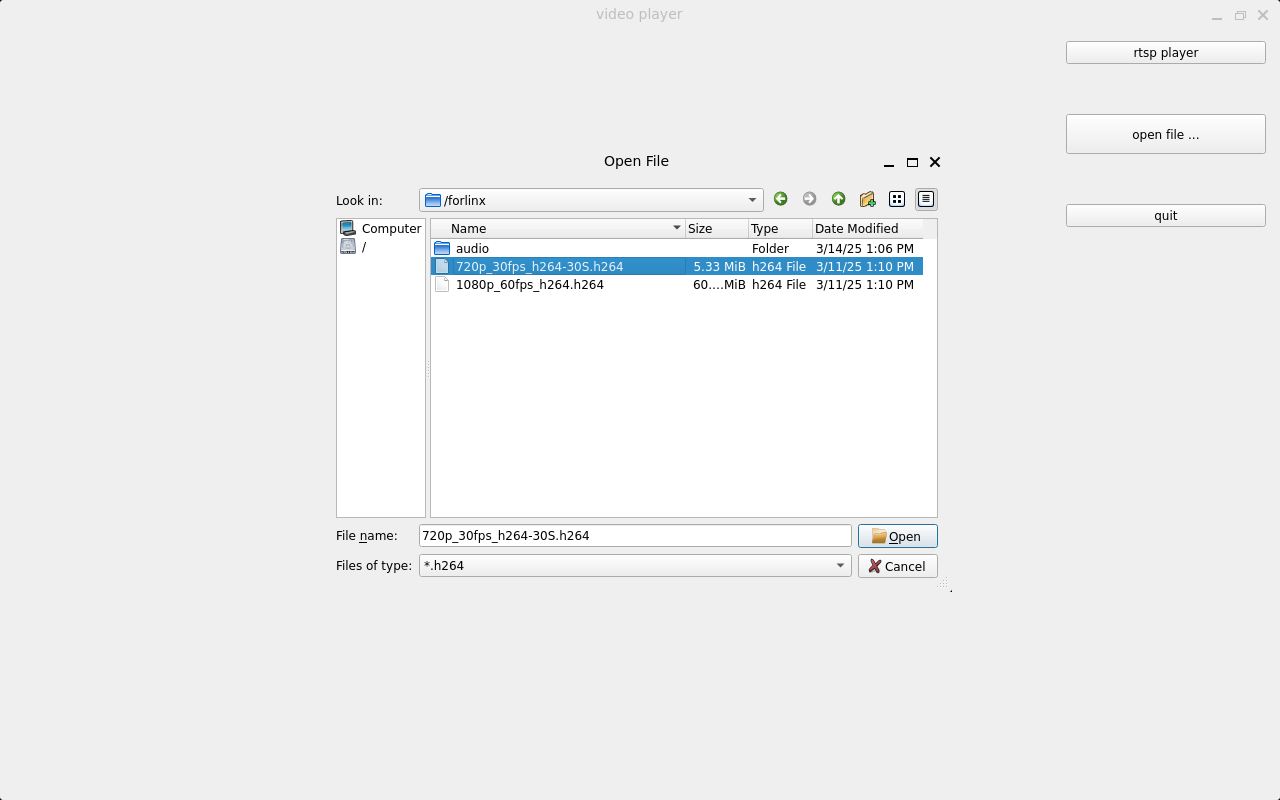 video player
rtsp player
open file ...
quit
Open File
Look in: /forlinx
Computer
/
Name Size Type Date Modified
audio Folder 3/14/25 1:06 PM
720p_30fps_h264-30S.h264 5.33 MiB h264 File 3/11/25 1:10 PM
1080p_60fps_h264.h264 60....MiB h264 File 3/11/25 1:10 PM
File name: 720p_30fps_h264-30S.h264 Open
Files of type: *.h264 Cancel